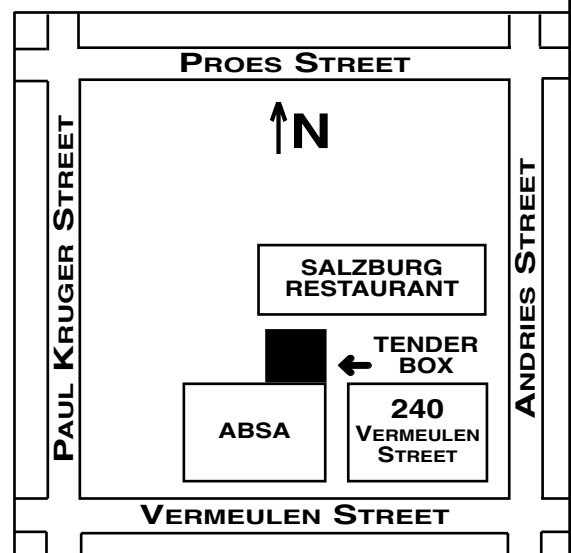 PROES STREET
N
PAUL KRUGER STREET
ANDRIES STREET
SALZBURG
RESTAURANT
TENDER
BOX
ABSA
240
VERMEULEN
STREET
VERMEULEN STREET